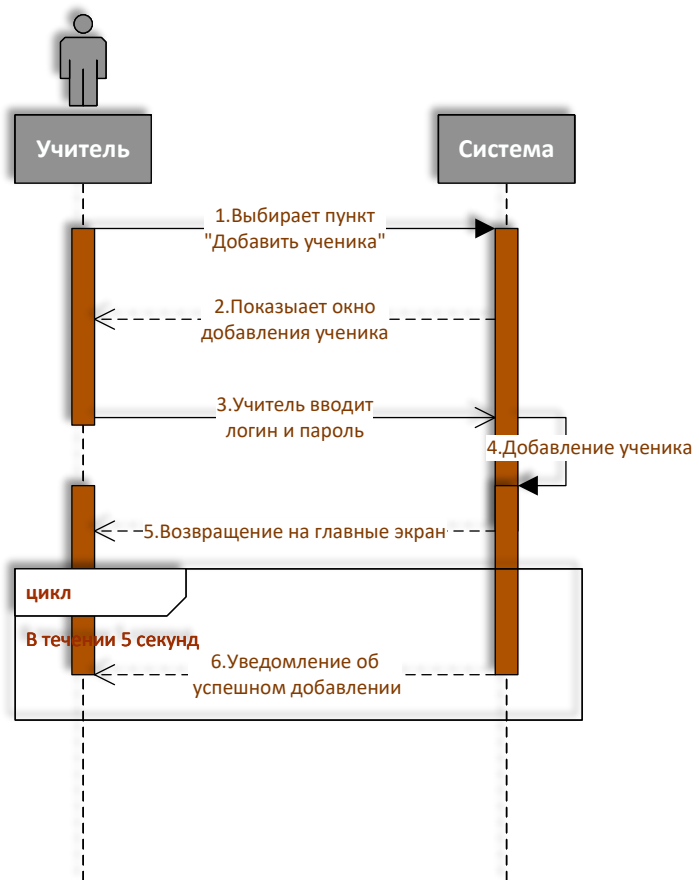 Учитель
Система
1.Выбирает пункт
"Добавить ученика"
2.Показыает окно
добавления ученика
3.Учитель вводит
логин и пароль
4.Добавление ученика
5.Возвращение на главные экран
цикл
В течении 5 секунд
6.Уведомление об
успешном добавлении